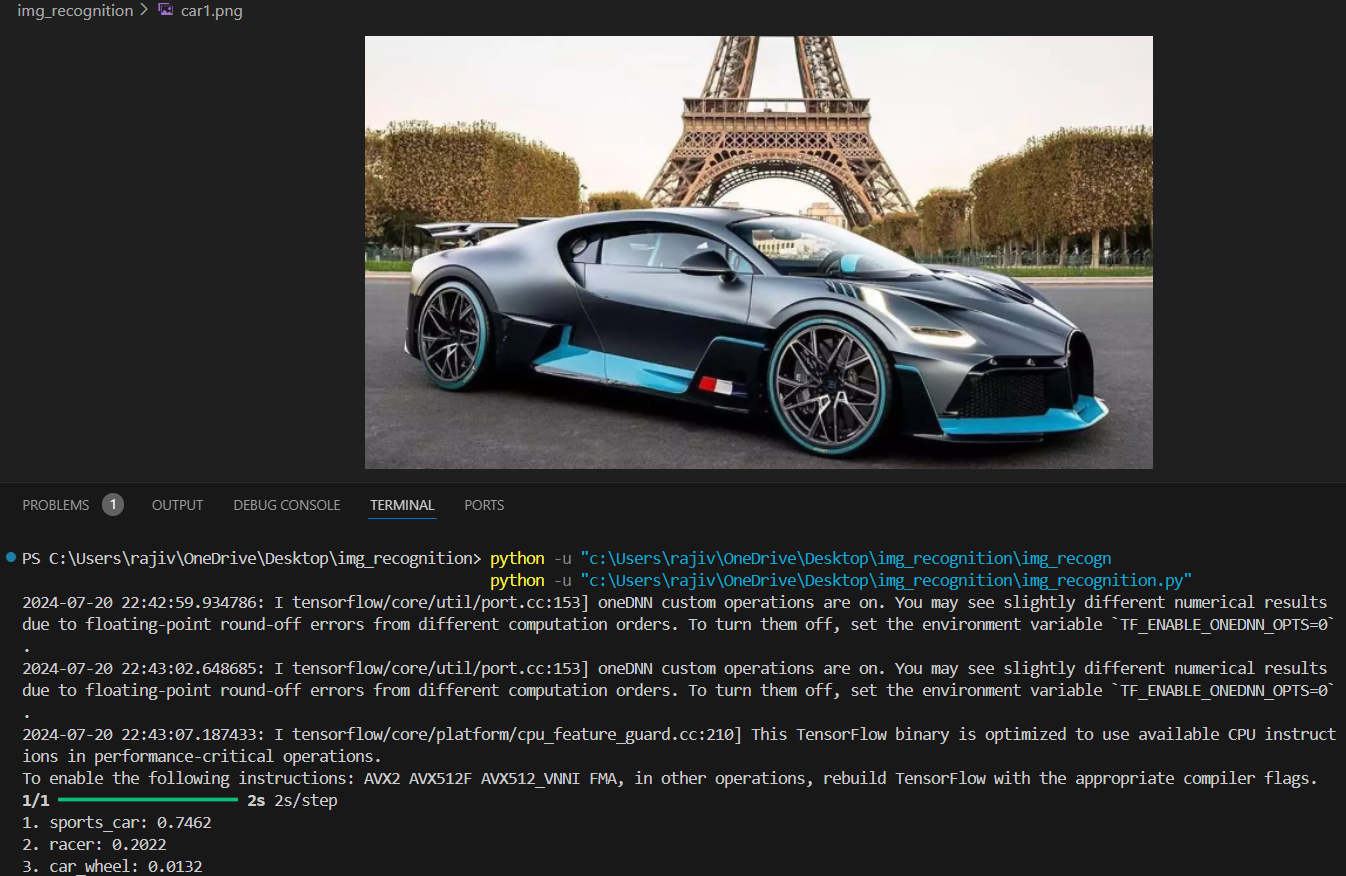 img_recognition > car1.png
PROBLEMS 1 OUTPUT DEBUG CONSOLE TERMINAL PORTS
PS C:\Users\rajiv\OneDrive\Desktop\img_recognition> python -u "c:\Users\rajiv\OneDrive\Desktop\img_recognition\img_recogn
python -u "c:\Users\rajiv\OneDrive\Desktop\img_recognition\img_recognition.py"
2024-07-20 22:42:59.934786: I tensorflow/core/util/port.cc:153] oneDNN custom operations are on. You may see slightly different numerical results
due to floating-point round-off errors from different computation orders. To turn them off, set the environment variable `TF_ENABLE_ONEDNN_OPTS=0`
.
2024-07-20 22:43:02.648685: I tensorflow/core/util/port.cc:153] oneDNN custom operations are on. You may see slightly different numerical results
due to floating-point round-off errors from different computation orders. To turn them off, set the environment variable `TF_ENABLE_ONEDNN_OPTS=0`
.
2024-07-20 22:43:07.187433: I tensorflow/core/platform/cpu_feature_guard.cc:210] This TensorFlow binary is optimized to use available CPU instruct
ions in performance-critical operations.
To enable the following instructions: AVX2 AVX512F AVX512_VNNI FMA, in other operations, rebuild TensorFlow with the appropriate compiler flags.
1/1 2s 2s/step
1. sports_car: 0.7462
2. racer: 0.2022
3. car_wheel: 0.0132